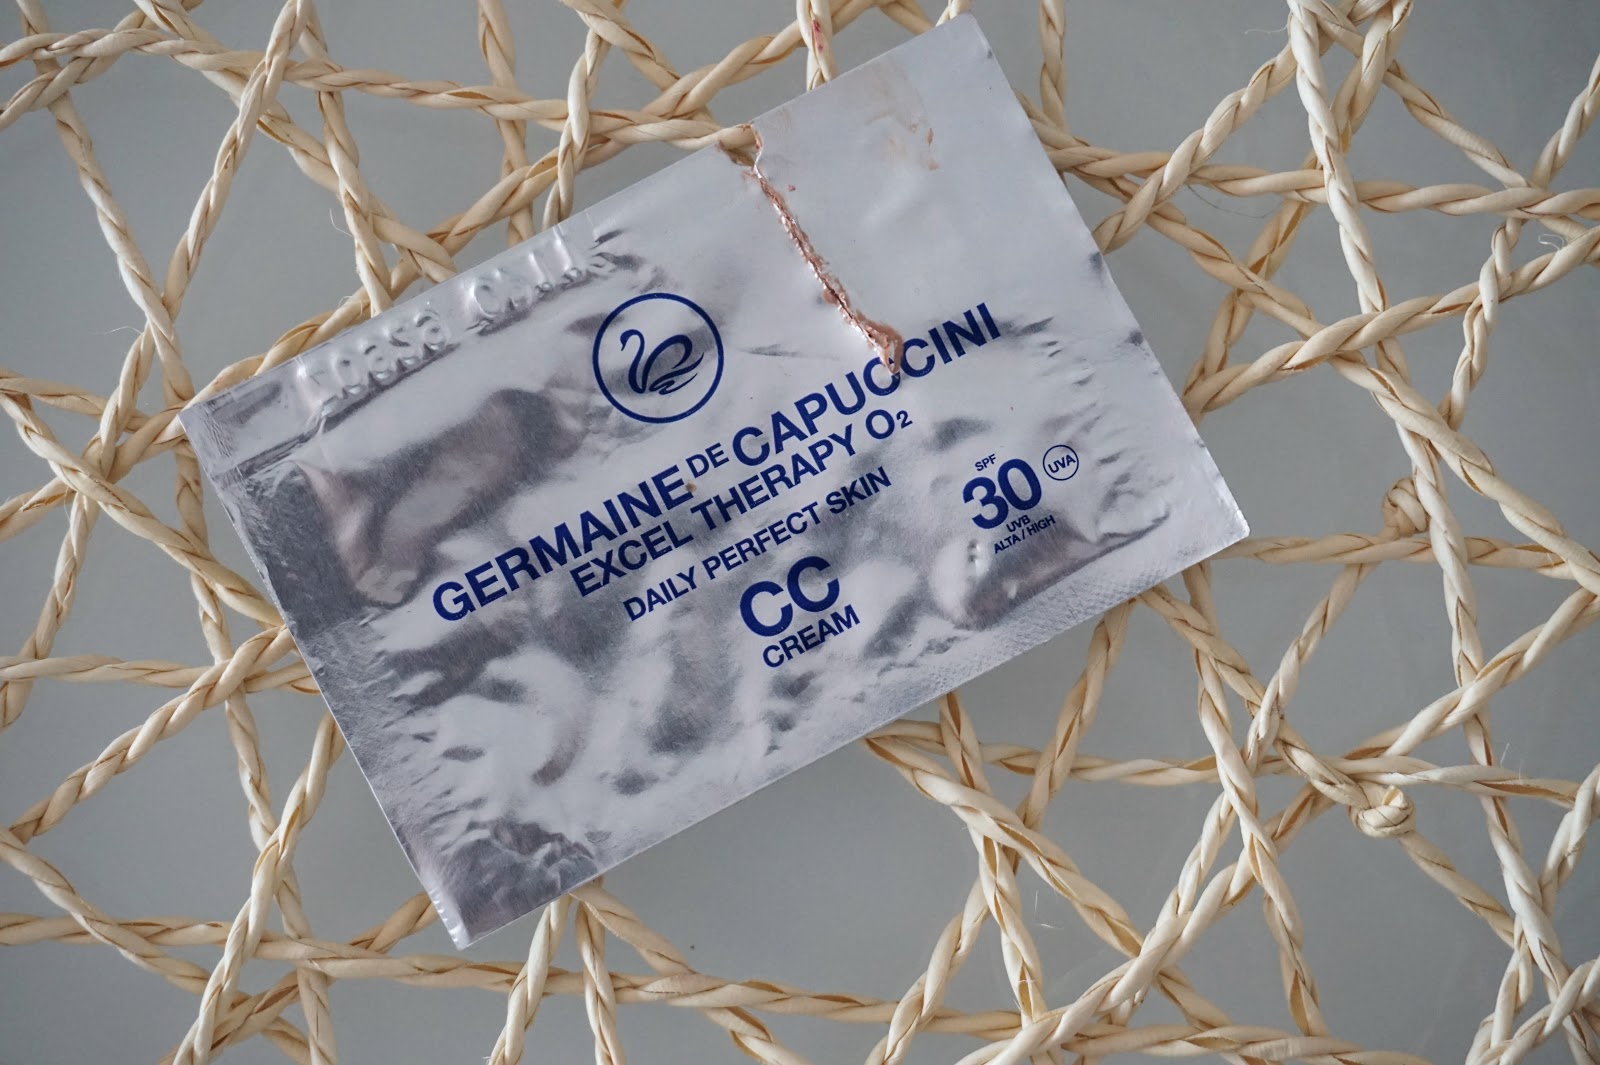 GERMAINE DE CAPUCCINI
EXCEL THERAPY O₂
DAILY PERFECT SKIN
CC
CREAM
SPF
30
UVA
UVB
ALTA / HIGH